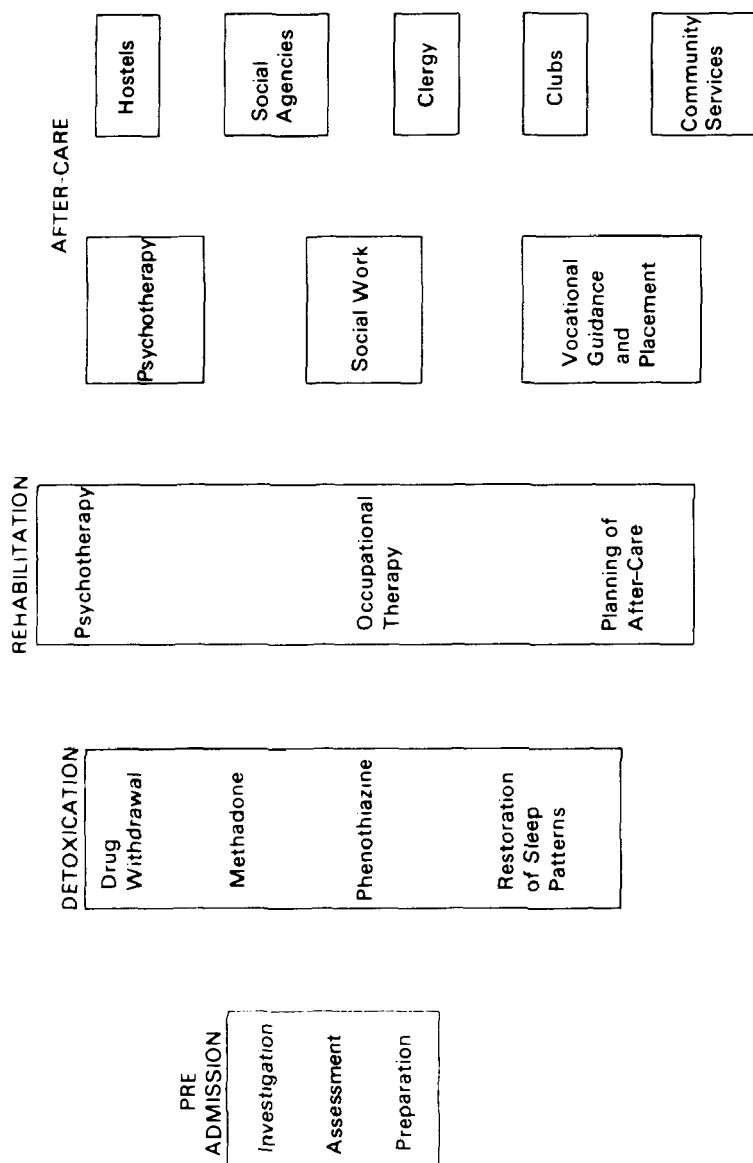 PRE
ADMISSION
Investigation
Assessment
Preparation
DETOXICATION
Drug
Withdrawal
Methadone
Phenothiazine
Restoration
of Sleep
Patterns
REHABILITATION
Psychotherapy
Occupational
Therapy
Planning of
After-Care
AFTER-CARE
Psychotherapy
Social Work
Vocational
Guidance
and
Placement
Hostels
Social
Agencies
Clergy
Clubs
Community
Services